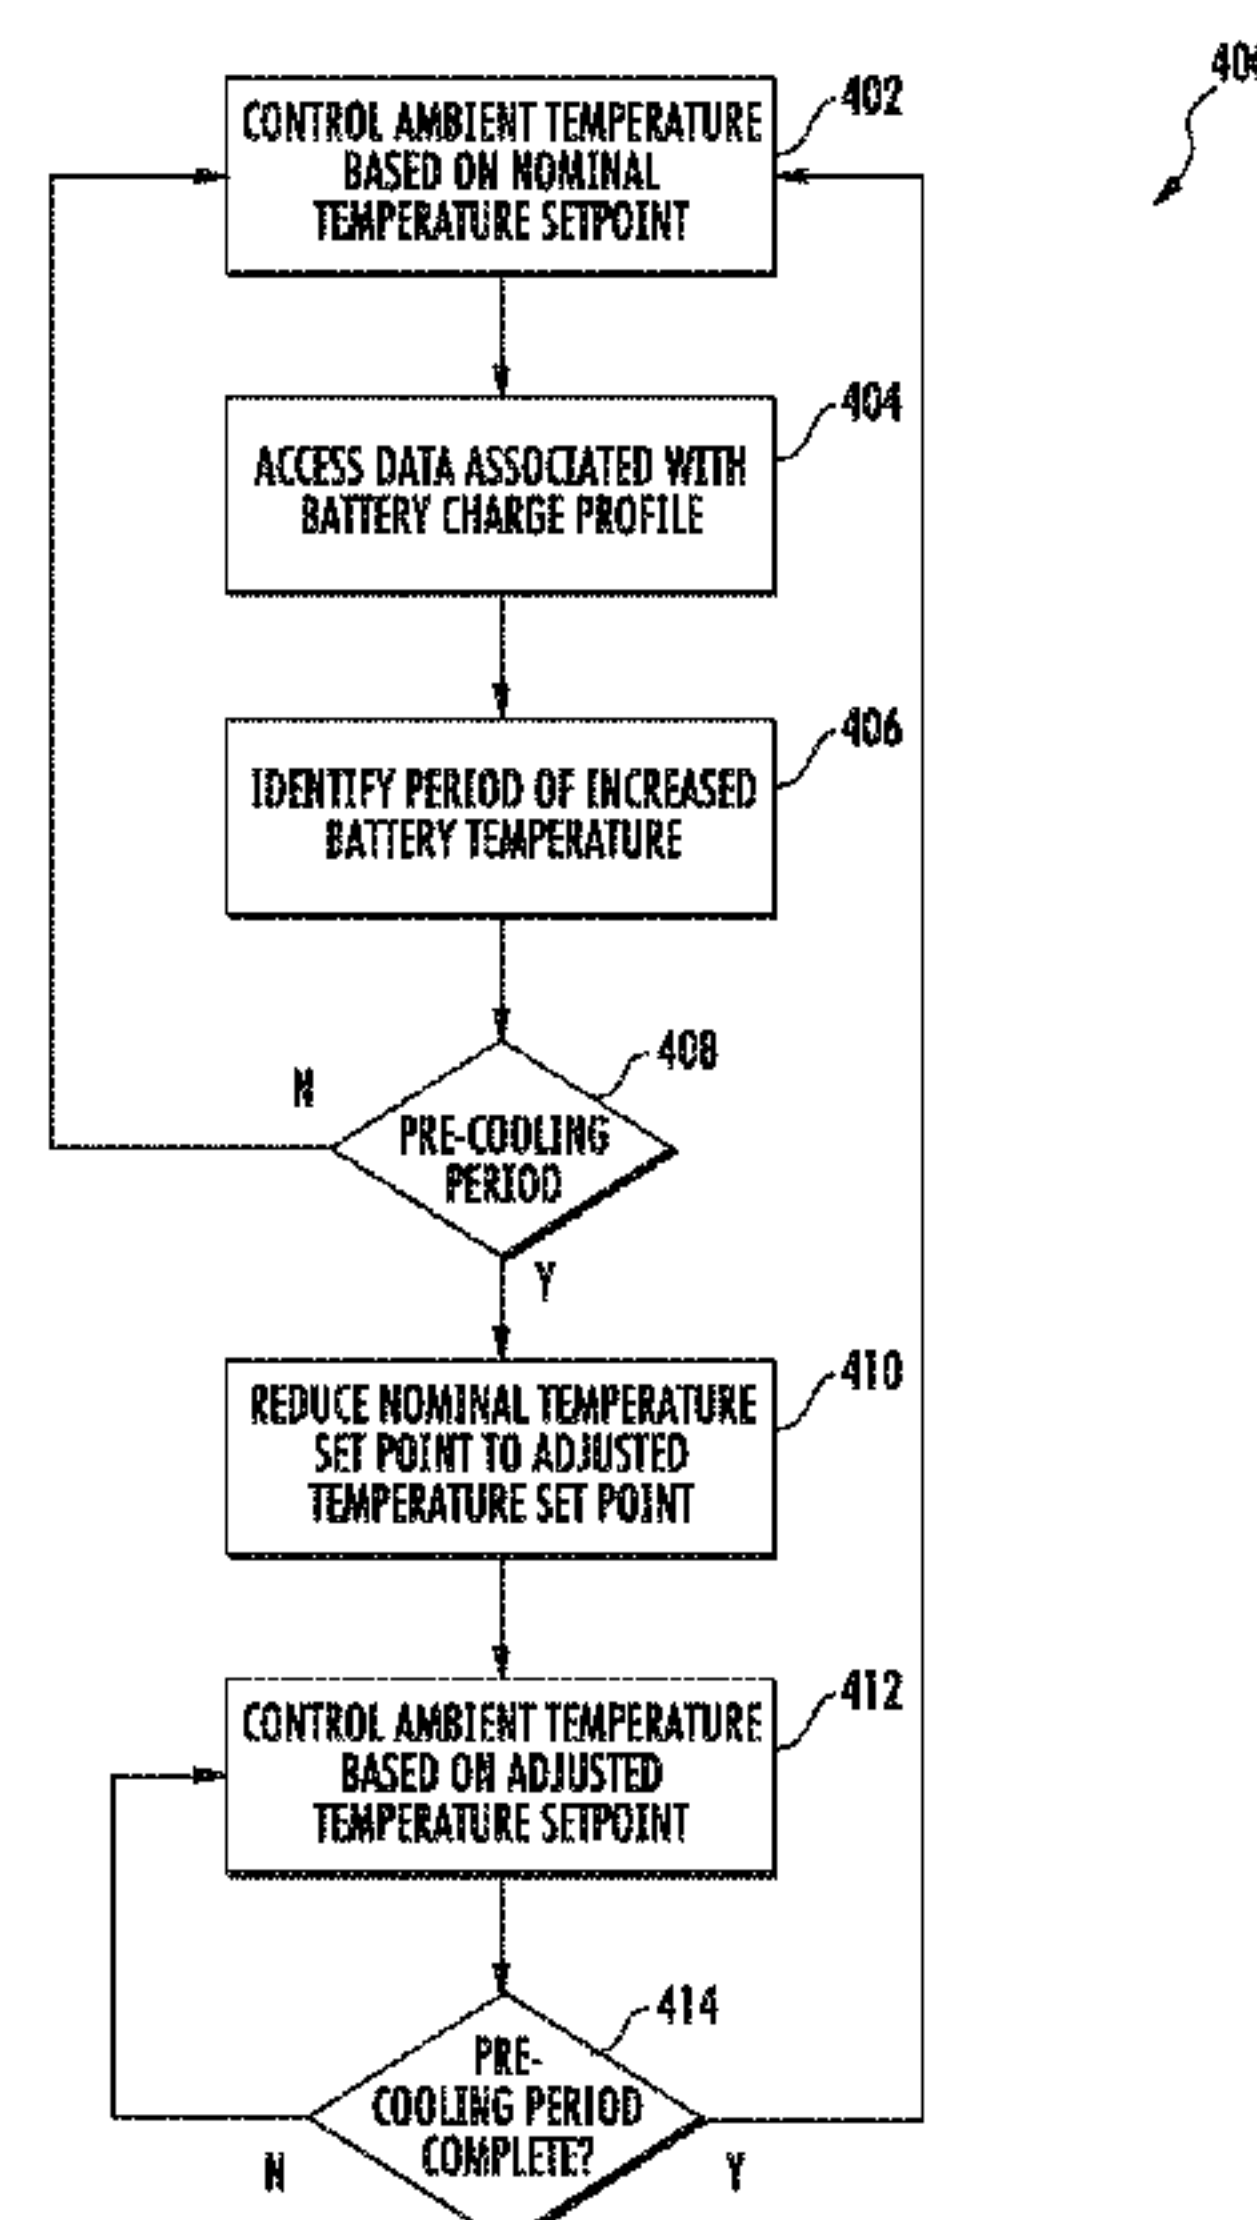 402
CONTROL AMBIENT TEMPERATURE
BASED ON NOMINAL
TEMPERATURE SETPOINT
404
ACCESS DATA ASSOCIATED WITH
BATTERY CHARGE PROFILE
406
IDENTIFY PERIOD OF INCREASED
BATTERY TEMPERATURE
408
N
PRE-COOLING
PERIOD
Y
410
REDUCE NOMINAL TEMPERATURE
SET POINT TO ADJUSTED
TEMPERATURE SET POINT
412
CONTROL AMBIENT TEMPERATURE
BASED ON ADJUSTED
TEMPERATURE SETPOINT
414
PRE-
COOLING PERIOD
COMPLETE?
N
Y